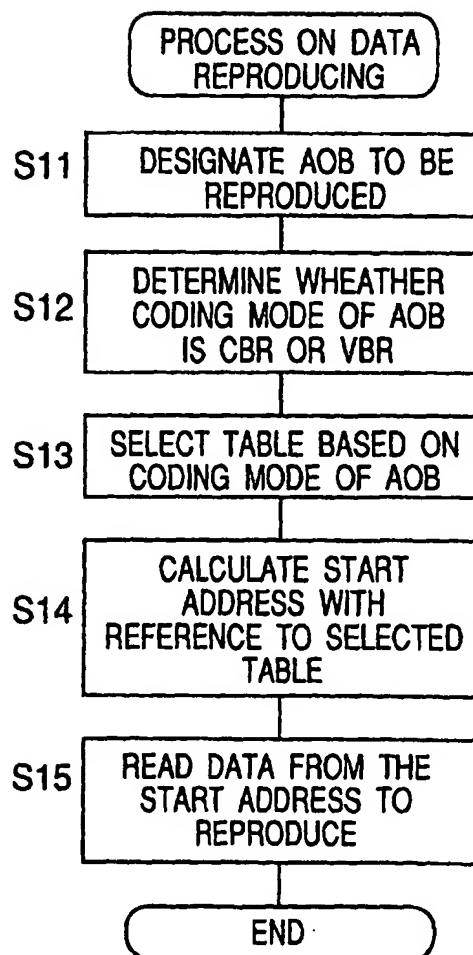 PROCESS ON DATA
REPRODUCING
S11
DESIGNATE AOB TO BE
REPRODUCED
S12
DETERMINE WHEATHER
CODING MODE OF AOB
IS CBR OR VBR
S13
SELECT TABLE BASED ON
CODING MODE OF AOB
S14
CALCULATE START
ADDRESS WITH
REFERENCE TO SELECTED
TABLE
S15
READ DATA FROM THE
START ADDRESS TO
REPRODUCE
END